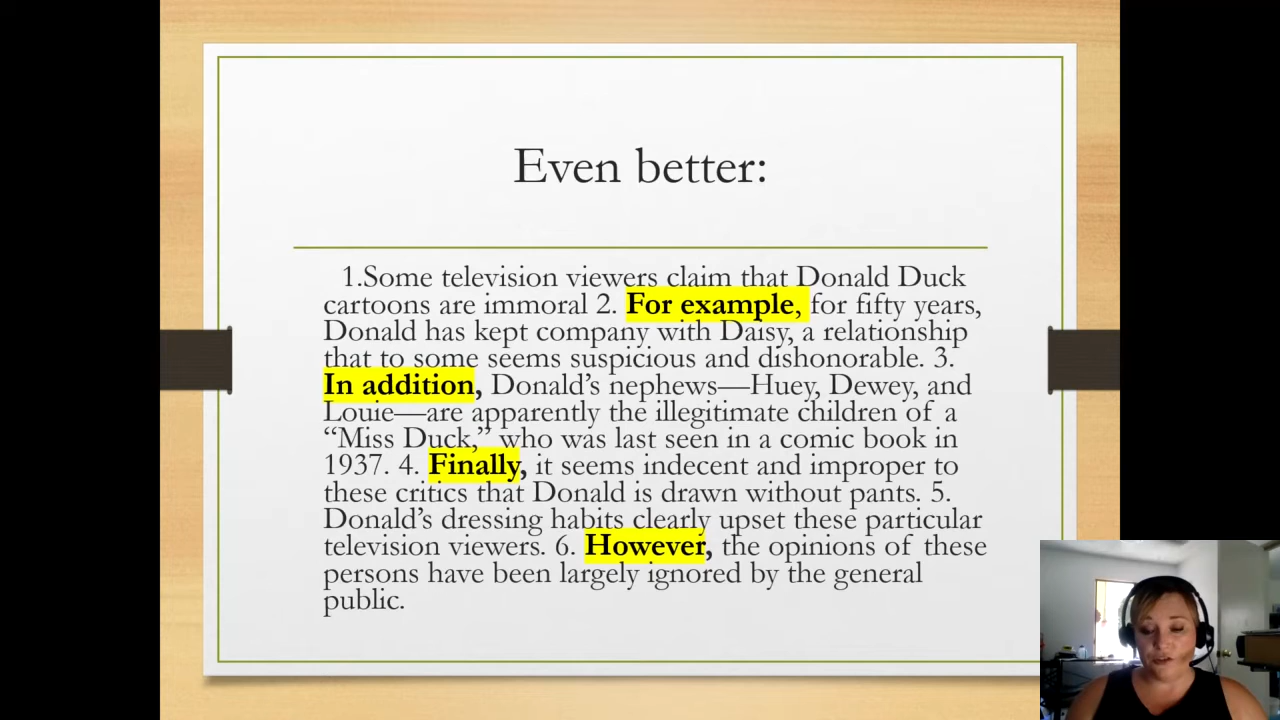 Even better:
1.Some television viewers claim that Donald Duck
cartoons are immoral 2. For example, for fifty years,
Donald has kept company with Daisy, a relationship
that to some seems suspicious and dishonorable. 3.
In addition, Donald’s nephews—Huey, Dewey, and
Louie—are apparently the illegitimate children of a
“Miss Duck,” who was last seen in a comic book in
1937. 4. Finally, it seems indecent and improper to
these critics that Donald is drawn without pants. 5.
Donald’s dressing habits clearly upset these particular
television viewers. 6. However, the opinions of these
persons have been largely ignored by the general
public.